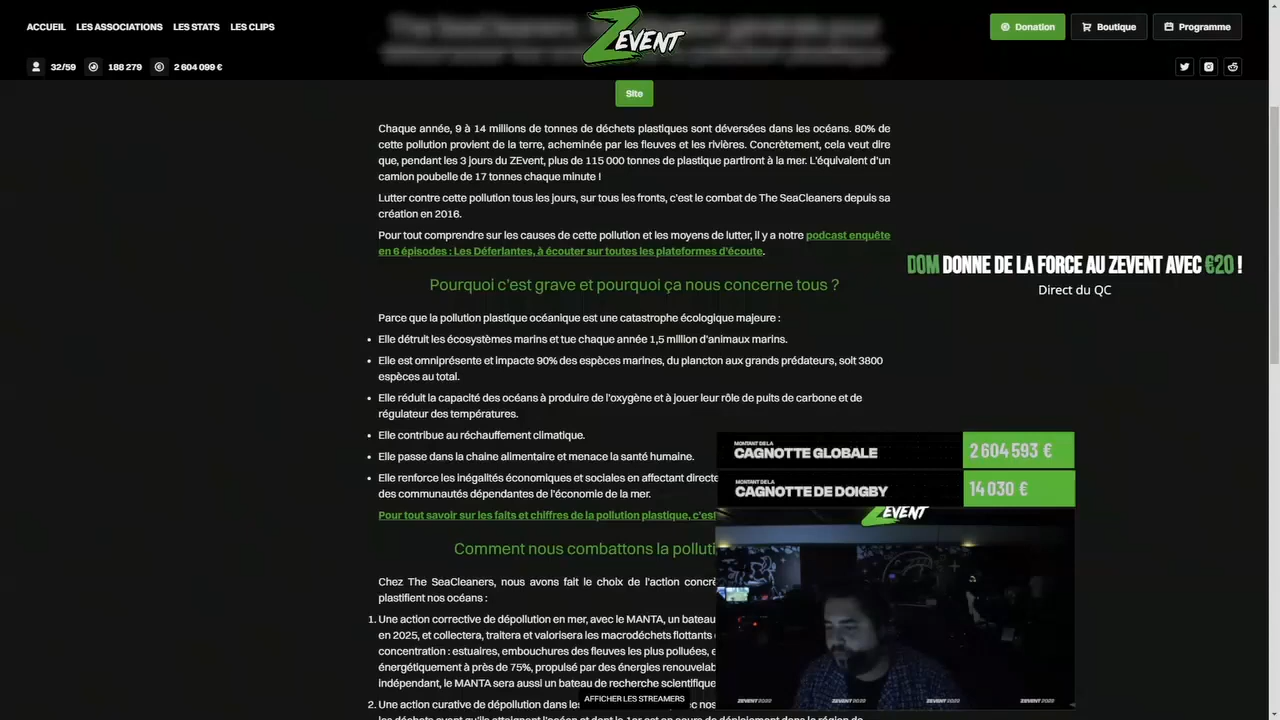 ACCUEIL LES ASSOCIATIONS LES STATS LES CLIPS
ZEVENT
Donation Boutique Programme
32/59 188 279 2 604 099 €
Site
Chaque année, 9 à 14 millions de tonnes de déchets plastiques sont déversées dans les océans. 80% de
cette pollution provient de la terre, acheminée par les fleuves et les rivières. Concrètement, cela veut dire
que, pendant les 3 jours du ZEvent, plus de 115 000 tonnes de plastique partiront à la mer. L'équivalent d'un
camion poubelle de 17 tonnes chaque minute !
Lutter contre cette pollution tous les jours, sur tous les fronts, c'est le combat de The SeaCleaners depuis sa
création en 2016.
Pour tout comprendre sur les causes de cette pollution et les moyens de lutter, il y a notre podcast enquête
en 6 épisodes : Les Déferlantes, à écouter sur toutes les plateformes d'écoute.
DOM DONNE DE LA FORCE AU ZEVENT AVEC €20 !
Direct du QC
Pourquoi c'est grave et pourquoi ça nous concerne tous ?
Parce que la pollution plastique océanique est une catastrophe écologique majeure :
Elle détruit les écosystèmes marins et tue chaque année 1,5 million d'animaux marins.
Elle est omniprésente et impacte 90% des espèces marines, du plancton aux grands prédateurs, soit 3800
espèces au total.
Elle réduit la capacité des océans à produire de l'oxygène et à jouer leur rôle de puits de carbone et de
régulateur des températures.
Elle contribue au réchauffement climatique.
Elle passe dans la chaine alimentaire et menace la santé humaine.
Elle renforce les inégalités économiques et sociales en affectant directe
des communautés dépendantes de l'économie de la mer.
Pour tout savoir sur les faits et chiffres de la pollution plastique, c'est
MONTANT DE LA
CAGNOTTE GLOBALE 2 604 593 €
MONTANT DE LA
CAGNOTTE DE DOIGBY 14 030 €
ZEVENT
Comment nous combattons la polluti
Chez The SeaCleaners, nous avons fait le choix de l'action concrè
plastifient nos océans :
1. Une action corrective de dépollution en mer, avec le MANTA, un bateau
en 2025, et collectera, traitera et valorisera les macrodéchets flottants
concentration : estuaires, embouchures des fleuves les plus polluées, e
énergétiquement à près de 75%, propulsé par des énergies renouvelab
indépendant, le MANTA sera aussi un bateau de recherche scientifique
AFFICHER LES STREAMERS
2. Une action curative de dépollution dans les
ZEVENT 2022 ZEVENT 2022 ZEVENT 2022 ZEVENT 2022